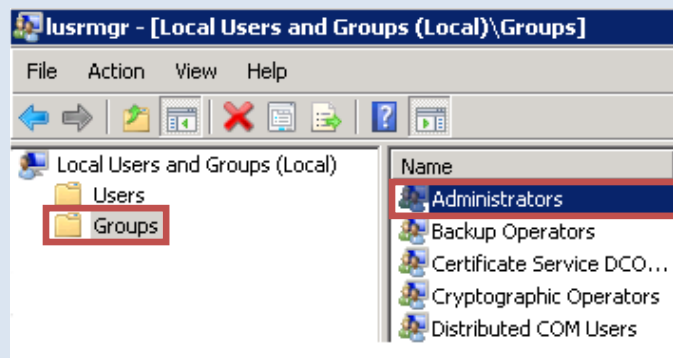 lusrmgr - [Local Users and Groups (Local)\Groups]
File Action View Help
Local Users and Groups (Local)
Users
Groups
Name
Administrators
Backup Operators
Certificate Service DCO...
Cryptographic Operators
Distributed COM Users